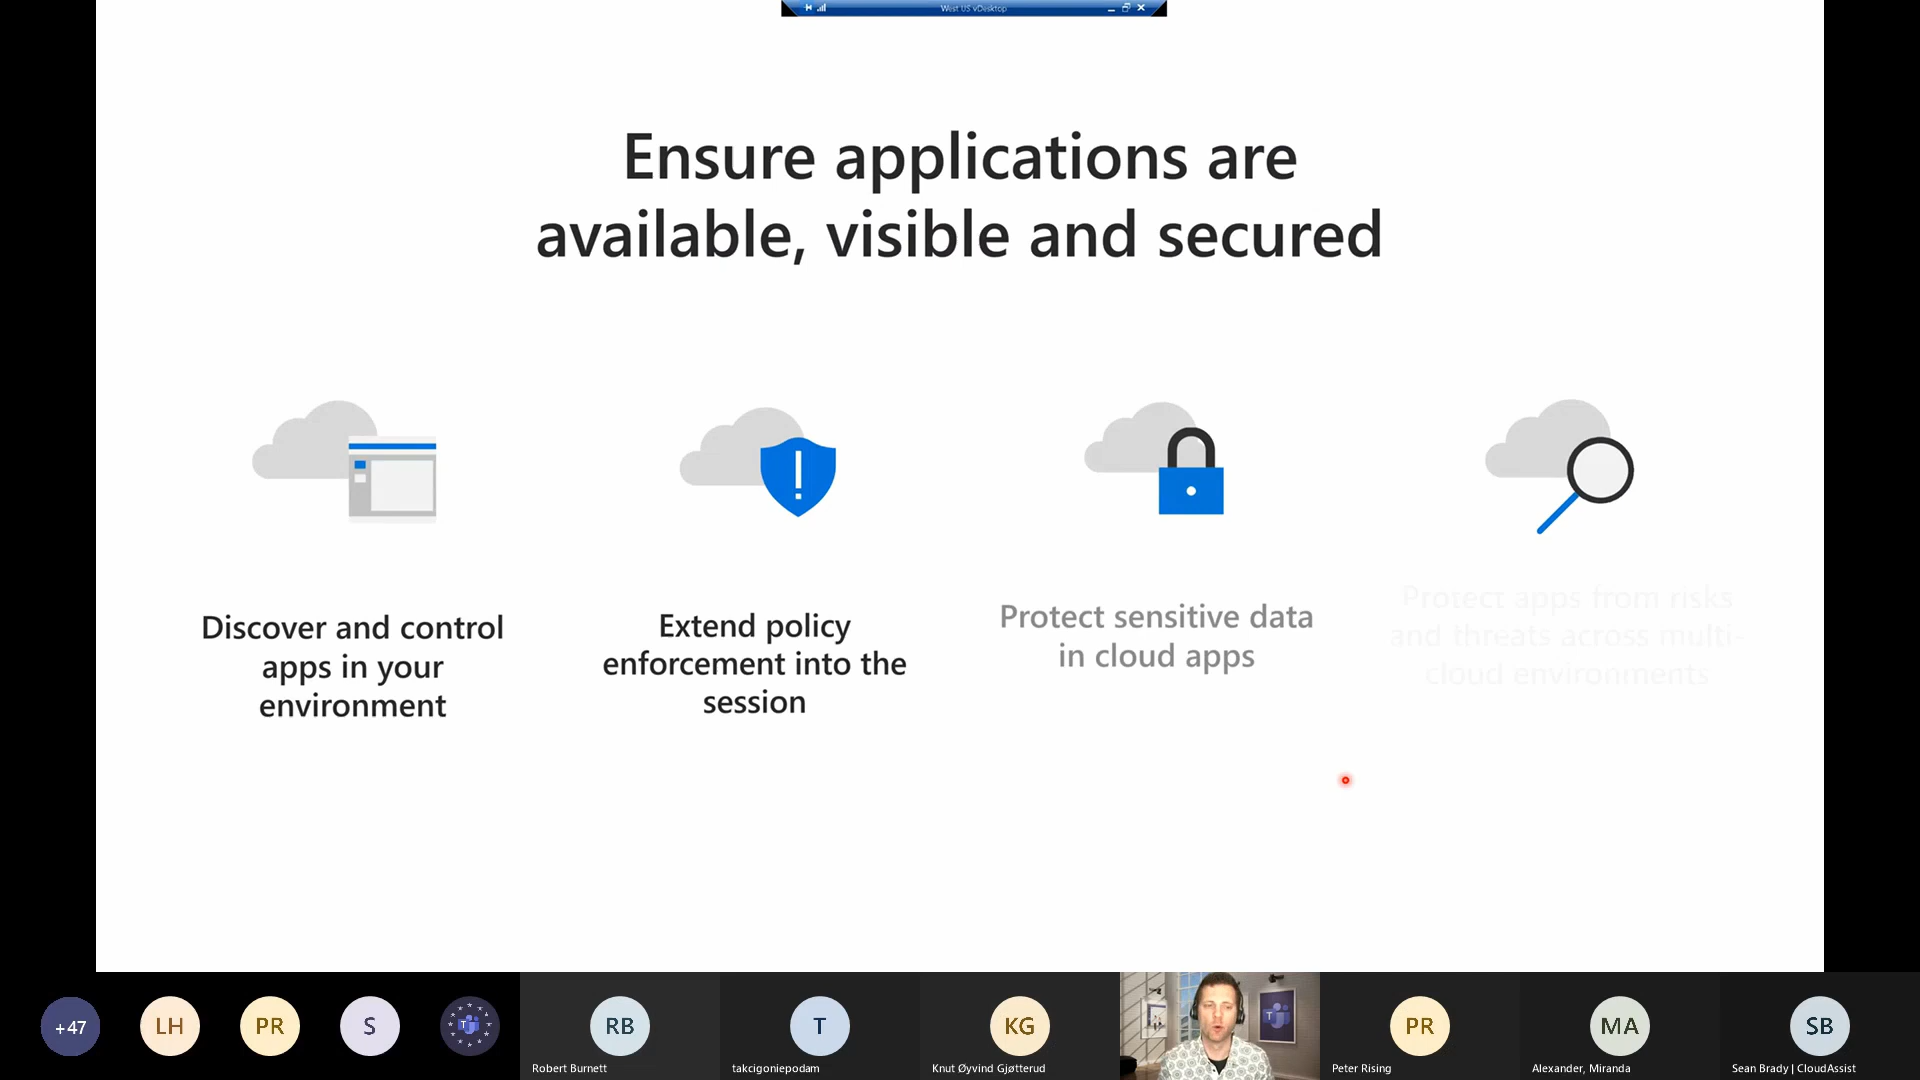 West US vDesktop
Ensure applications are
available, visible and secured
Discover and control
apps in your
environment
Extend policy
enforcement into the
session
Protect sensitive data
in cloud apps
Protect apps from risks
and threats across multi-
cloud environments
+47
LH
PR
S
T
RB
T
KG
T
PR
MA
SB
Robert Burnett
takcigoniepodam
Knut Øyvind Gjøtterud
Peter Rising
Alexander, Miranda
Sean Brady | CloudAssist